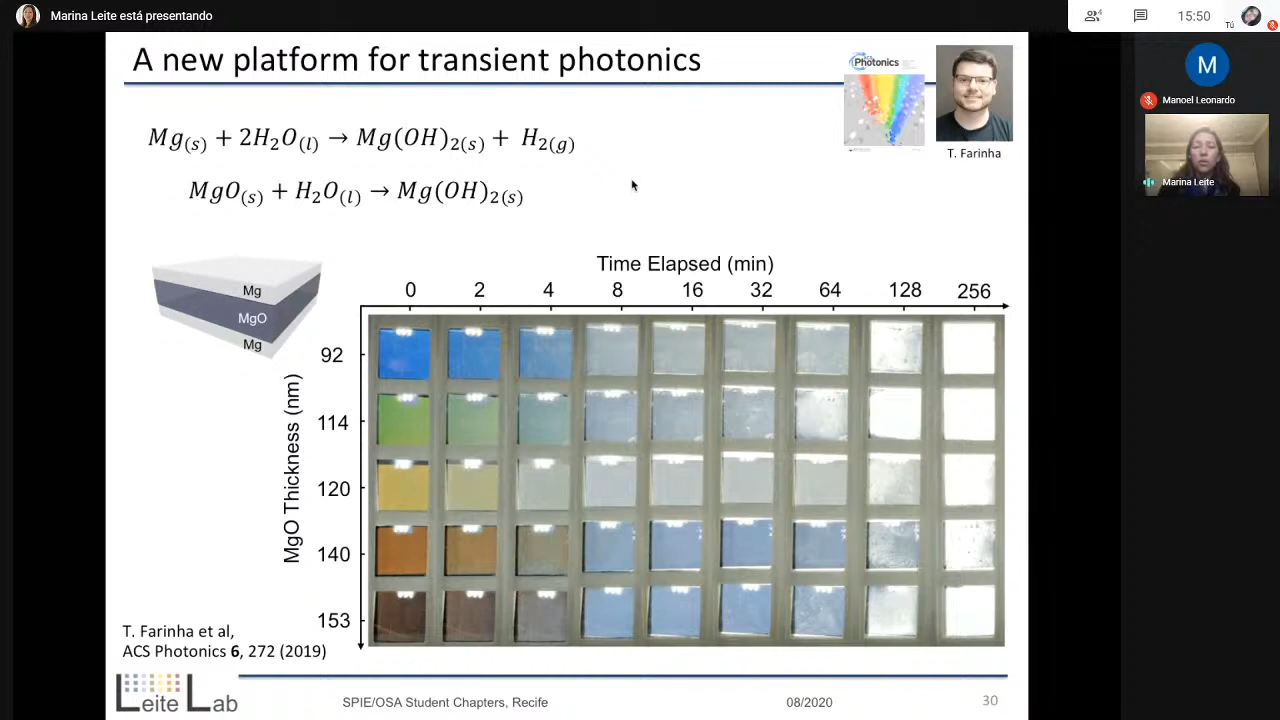 Marina Leite está presentando
4
15:50
Tú
A new platform for transient photonics
Photonics
T. Farinha
M
Manoel Leonardo
Marina Leite
Mg(s) + 2H₂O(l) → Mg(OH)₂(s) + H₂(g)
MgO(s) + H₂O(l) → Mg(OH)₂(s)
Mg
MgO
Mg
Time Elapsed (min)
0 2 4 8 16 32 64 128 256
MgO Thickness (nm)
92
114
120
140
153
T. Farinha et al,
ACS Photonics 6, 272 (2019)
Leite Lab
SPIE/OSA Student Chapters, Recife
08/2020
30